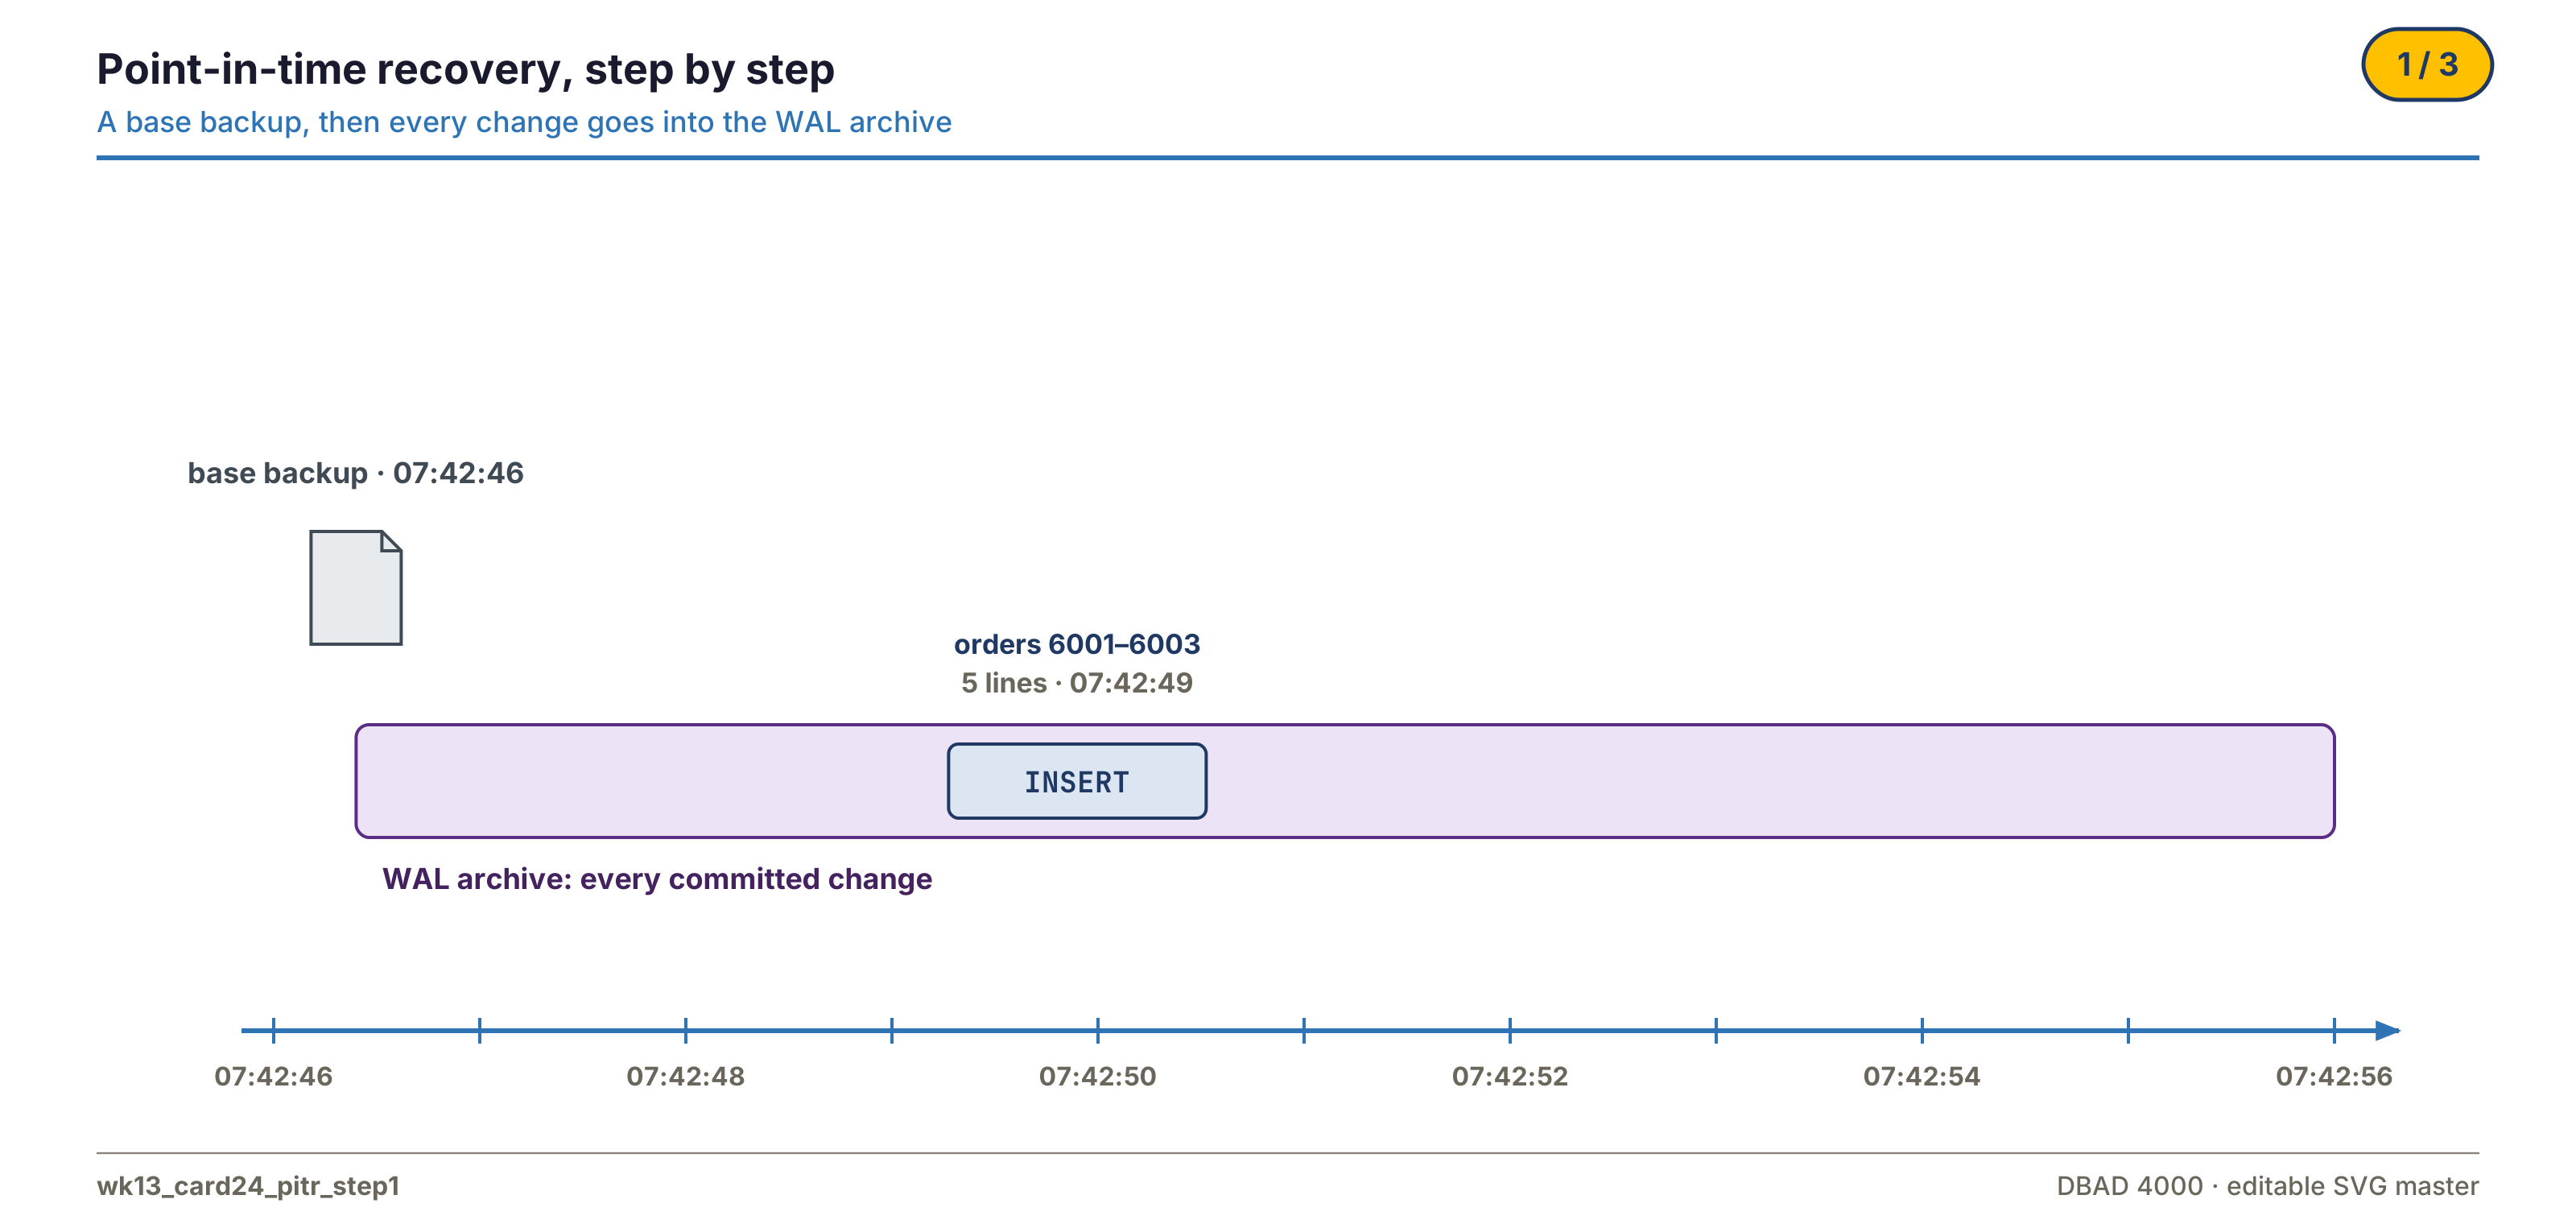 Point-in-time recovery, step by step
1 / 3
A base backup, then every change goes into the WAL archive
base backup · 07:42:46
orders 6001–6003
5 lines · 07:42:49
INSERT
WAL archive: every committed change
07:42:46 07:42:48 07:42:50 07:42:52 07:42:54 07:42:56
wk13_card24_pitr_step1
DBAD 4000 · editable SVG master